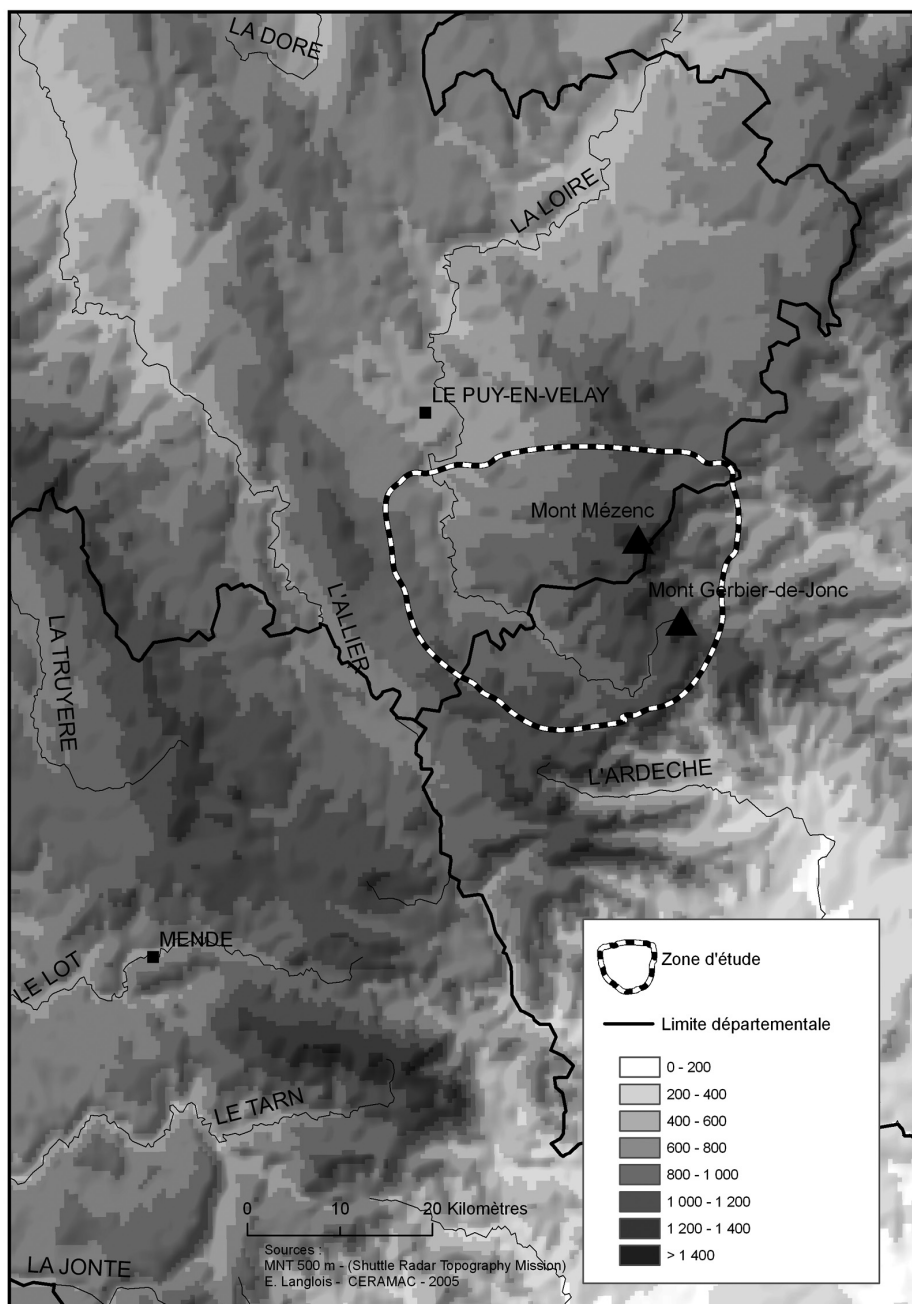 LA DORE
LA LOIRE
LE PUY-EN-VELAY
Mont Mézenc
Mont Gerbier-de-Jonc
L'ALLIER
LA TRUYERE
L'ARDECHE
MENDE
LE LOT
LE TARN
LA JONTE
0 10 20 Kilomètres
Sources :
MNT 500 m - (Shuttle Radar Topography Mission)
E. Langlois - CERAMAC - 2005
Zone d'étude
Limite départementale
0 - 200
200 - 400
400 - 600
600 - 800
800 - 1 000
1 000 - 1 200
1 200 - 1 400
> 1 400